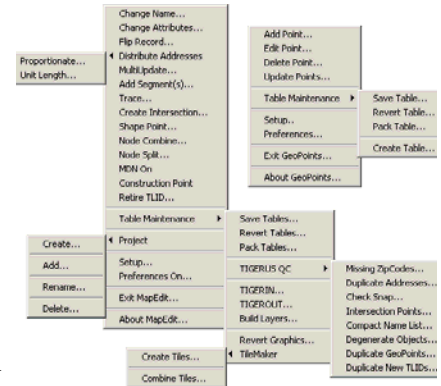 Change Name...
Change Attributes...
Flip Record...
Distribute Addresses
MultiUpdate...
Add Segment(s)...
Trace...
Create Intersection...
Shape Point...
Node Combine...
Node Split...
MDN On
Construction Point
Retire TLID...
Table Maintenance
Project
Setup...
Preferences On...
Exit MapEdit...
About MapEdit...
Proportionate...
Unit Length...
Create...
Add...
Rename...
Delete...
Save Tables...
Revert Tables...
Pack Tables...
TIGERUS QC
TIGERIN...
TIGEROUT...
Build Layers...
Revert Graphics...
TileMaker
Create Tiles...
Combine Tiles...
Missing ZipCodes...
Duplicate Addresses...
Check Snap...
Intersection Points...
Compact Name List...
Degenerate Objects...
Duplicate GeoPoints...
Duplicate New TLIDs...
Add Point...
Edit Point...
Delete Point...
Update Points...
Table Maintenance
Setup..
Preferences...
Exit GeoPoints...
About GeoPoints...
Save Table...
Revert Table...
Pack Table...
Create Table...